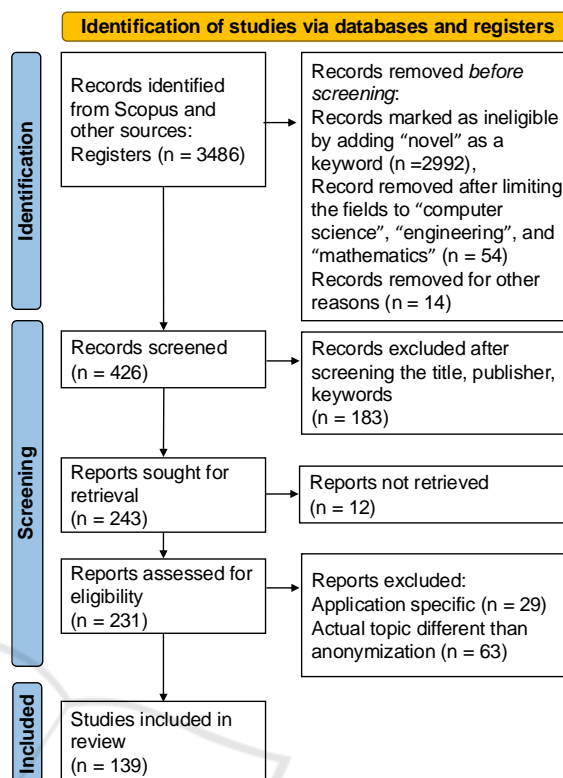 Identification of studies via databases and registers
Identification
Records identified
from Scopus and
other sources:
Registers (n = 3486)
Records removed before
screening:
Records marked as ineligible
by adding “novel” as a
keyword (n =2992),
Record removed after limiting
the fields to “computer
science”, “engineering”, and
“mathematics” (n = 54)
Records removed for other
reasons (n = 14)
Screening
Records screened
(n = 426)
Records excluded after
screening the title, publisher,
keywords
(n = 183)
Reports sought for
retrieval
(n = 243)
Reports not retrieved
(n = 12)
Reports assessed for
eligibility
(n = 231)
Reports excluded:
Application specific (n = 29)
Actual topic different than
anonymization (n = 63)
Included
Studies included in
review
(n = 139)